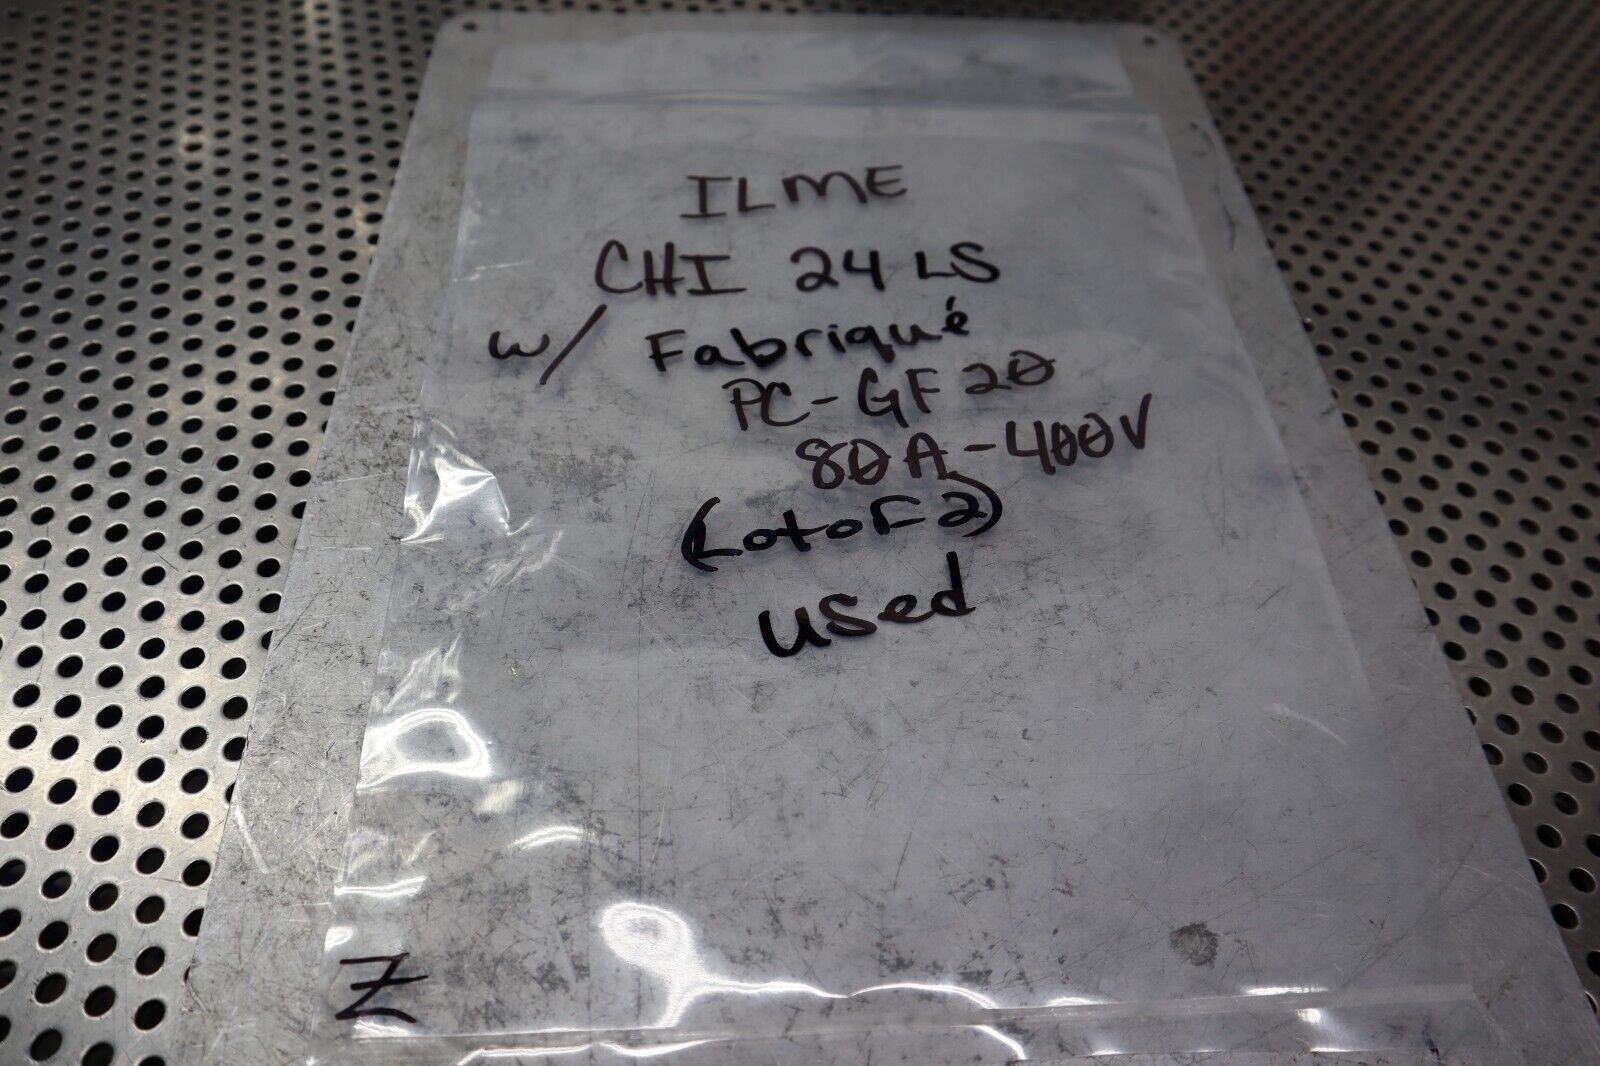 ILME
CHI 24 LS
w/ Fabriqué
PC-GF20
80A-400V
(Lot of 2)
used
Z